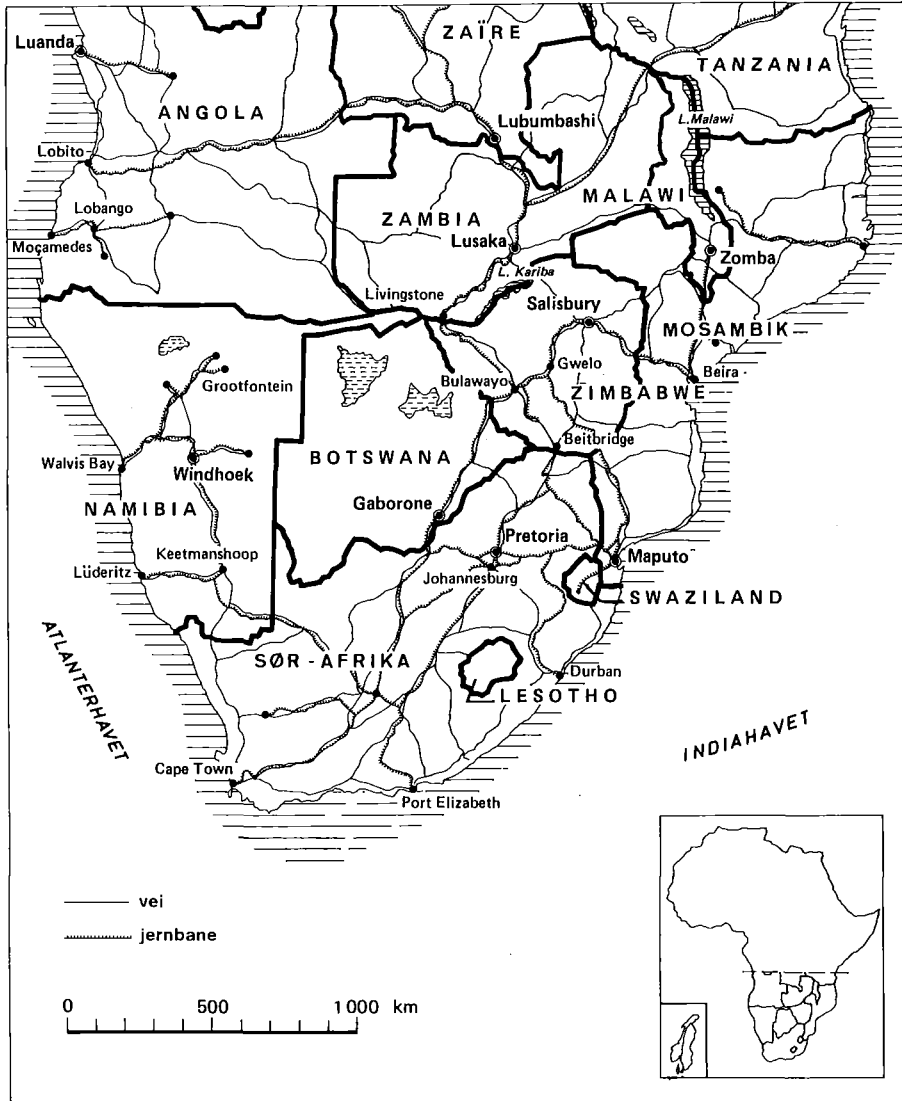 ZAÏRE
Luanda
TANZANIA
ANGOLA
L. Malawi
Lubumbashi
Lobito
MALAWI
Lobango
ZAMBIA
Moçamedes
Lusaka
Zomba
L. Kariba
Livingstone
Salisbury
MOSAMBIK
Gwelo
Grootfontein
Beira
Bulawayo
ZIMBABWE
Beitbridge
BOTSWANA
Walvis Bay
Windhoek
Gaborone
NAMIBIA
Pretoria
Keetmanshoop
Maputo
Lüderitz
Johannesburg
SWAZILAND
ATLANTERHAVET
SØR-AFRIKA
Durban
LESOTHO
INDIAHAVET
Cape Town
Port Elizabeth
vei
jernbane
0 500 1000 km